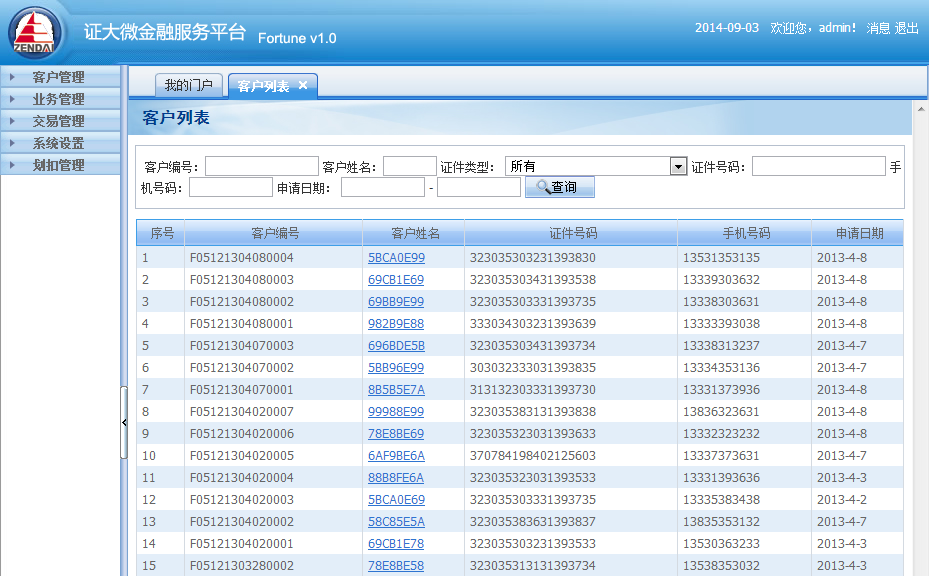 ZENDAI
证大微金融服务平台 Fortune v1.0
2014-09-03 欢迎您，admin! 消息 退出
客户管理
业务管理
交易管理
系统设置
划扣管理
我的门户 客户列表 ×
客户列表
客户编号： 客户姓名： 证件类型： 所有 证件号码： 手
机号码： 申请日期： - 查询
序号 客户编号 客户姓名 证件号码 手机号码 申请日期
1 F05121304080004 5BCA0E99 323035303231393830 13531353135 2013-4-8
2 F05121304080003 69CB1E69 323035303431393538 13339303632 2013-4-8
3 F05121304080002 69BB9E99 323035303331393735 13338303631 2013-4-8
4 F05121304080001 982B9E88 333034303231393639 13333393038 2013-4-8
5 F05121304070003 696BDE5B 323035303431393734 13338313237 2013-4-7
6 F05121304070002 5BB96E99 303032333031393835 13334353136 2013-4-7
7 F05121304070001 8B5B5E7A 313132303331393730 13331373936 2013-4-8
8 F05121304020007 99988E99 323035383131393838 13836323631 2013-4-8
9 F05121304020006 78E8BE69 323035323031393633 13332323232 2013-4-8
10 F05121304020005 6AF9BE6A 370784198402125603 13337373631 2013-4-7
11 F05121304020004 88B8FE6A 323035323031393533 13331393636 2013-4-3
12 F05121304020003 5BCA0E69 323035303331393735 13335383438 2013-4-2
13 F05121304020002 58C85E5A 323035383631393837 13835353132 2013-4-7
14 F05121304020001 69CB1E78 323035303231393533 13530363233 2013-4-3
15 F05121303280002 78E8BE58 323035313131393734 13538353032 2013-4-3